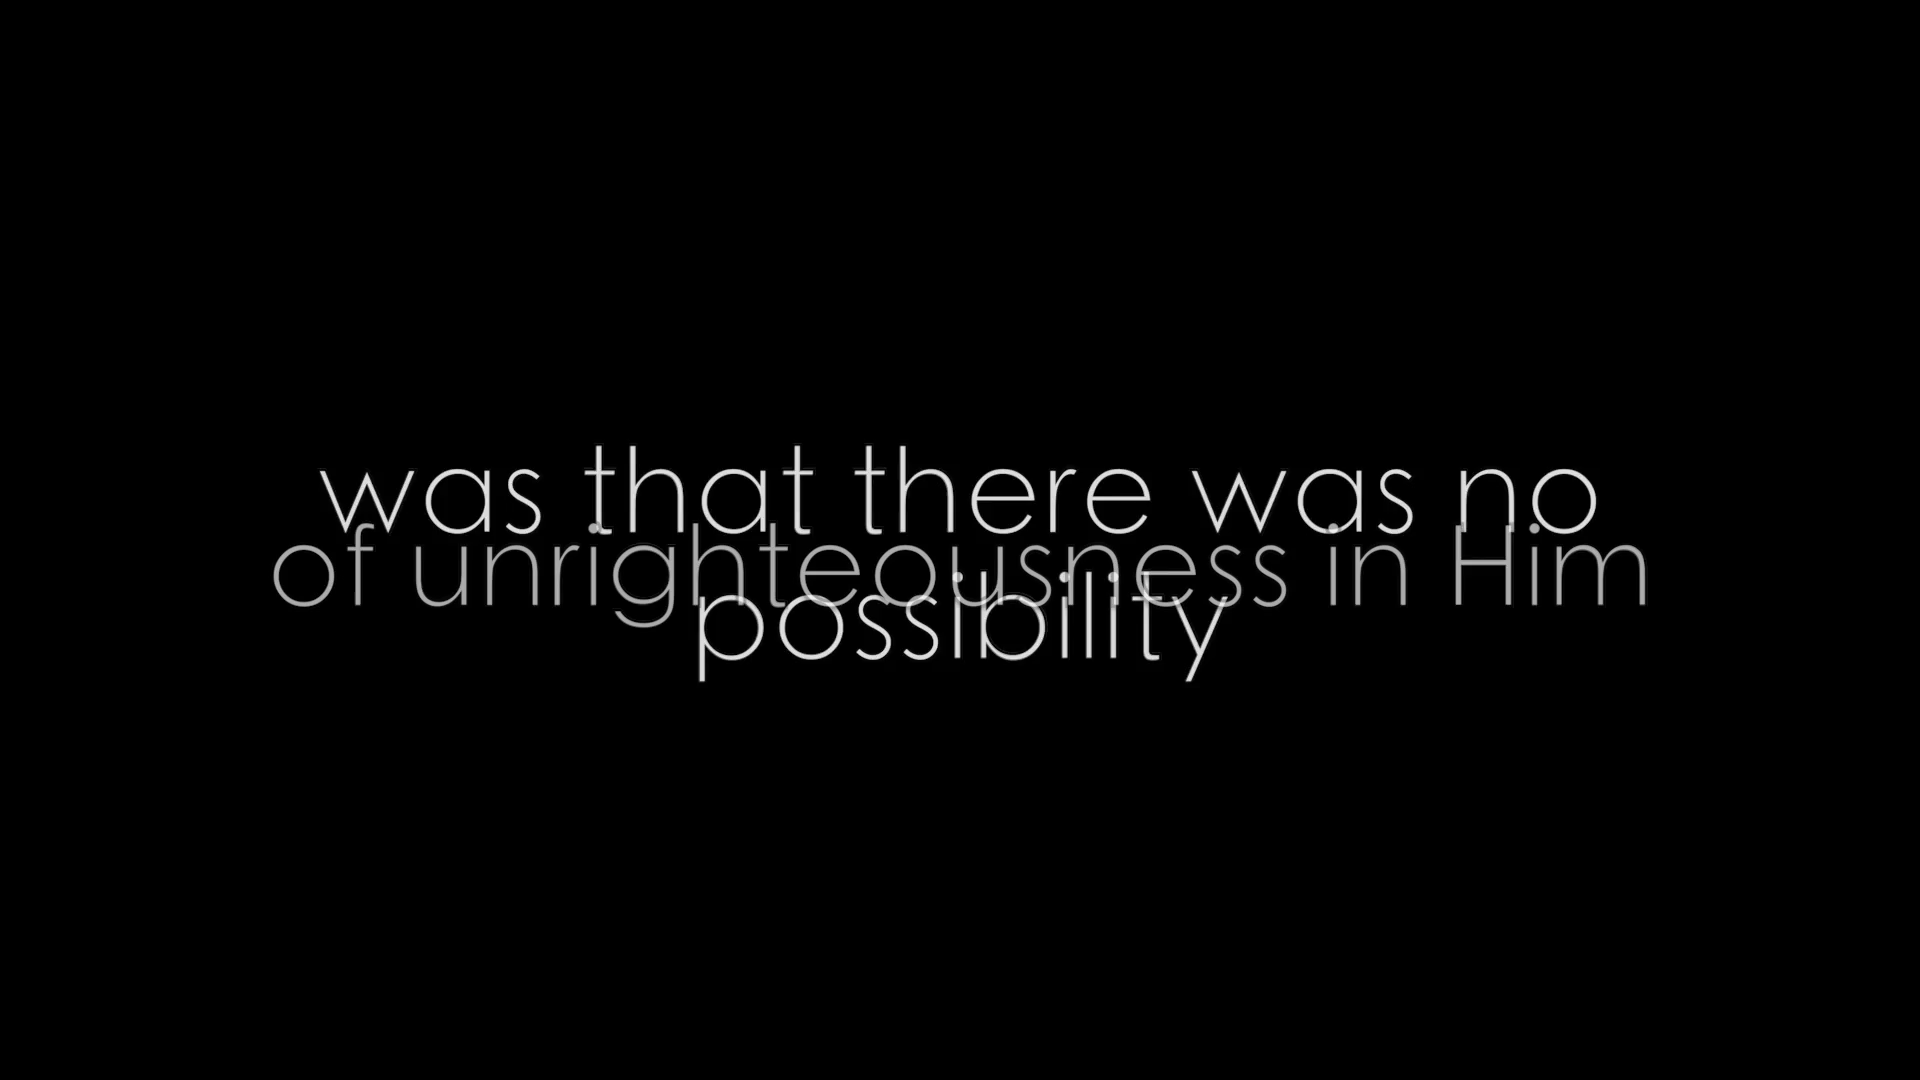 was that there was no
of unrighteousness in Him
possibility